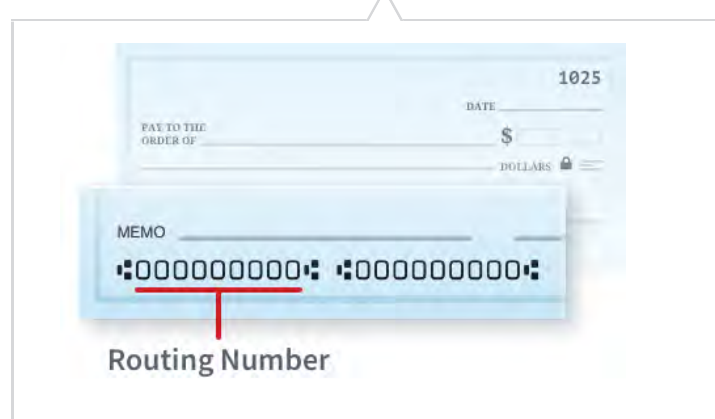 1025
DATE
PAY TO THE
ORDER OF
$
DOLLARS
MEMO
⑆000000000⑆ ⑆000000000⑆
Routing Number